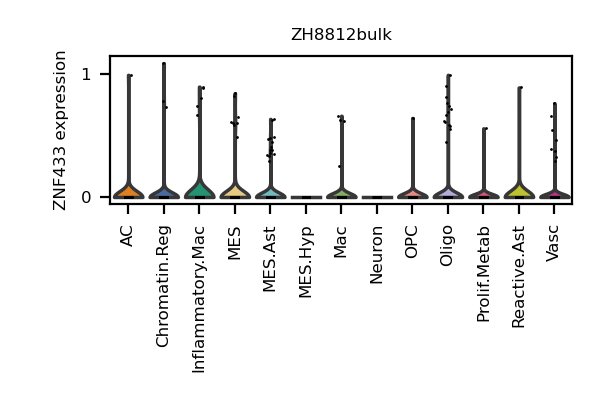 ZH8812bulk
ZNF433 expression
1
0
AC
Chromatin.Reg
Inflammatory.Mac
MES
MES.Ast
MES.Hyp
Mac
Neuron
OPC
Oligo
Prolif.Metab
Reactive.Ast
Vasc